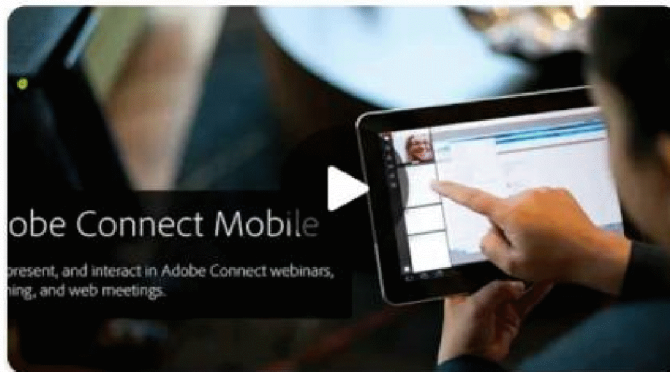 obe Connect Mobile
present, and interact in Adobe Connect webinars,
ning, and web meetings.